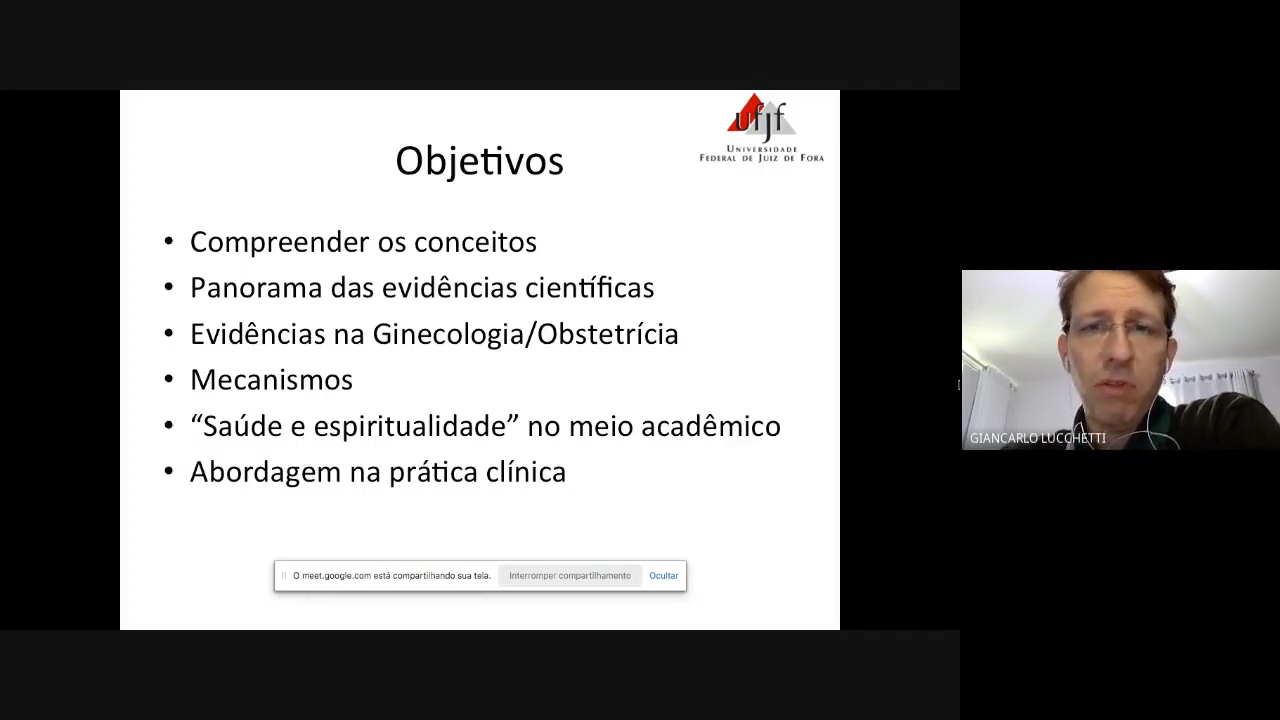 ufjf
UNIVERSIDADE
FEDERAL DE JUIZ DE FORA
Objetivos
• Compreender os conceitos
• Panorama das evidências científicas
• Evidências na Ginecologia/Obstetrícia
• Mecanismos
• “Saúde e espiritualidade” no meio acadêmico
• Abordagem na prática clínica
O meet.google.com está compartilhando sua tela. Interromper compartilhamento Ocultar
GIANCARLO LUCCHETTI